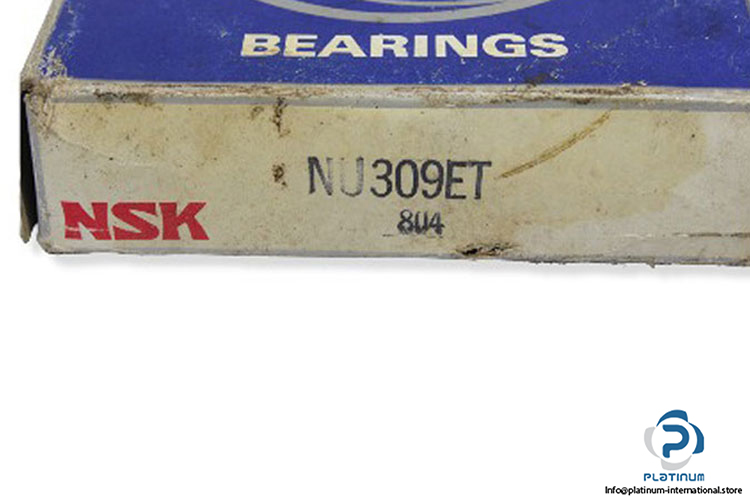 BEARINGS
NU309ET
804
NSK
PLATINUM
Info@platinum-international.store